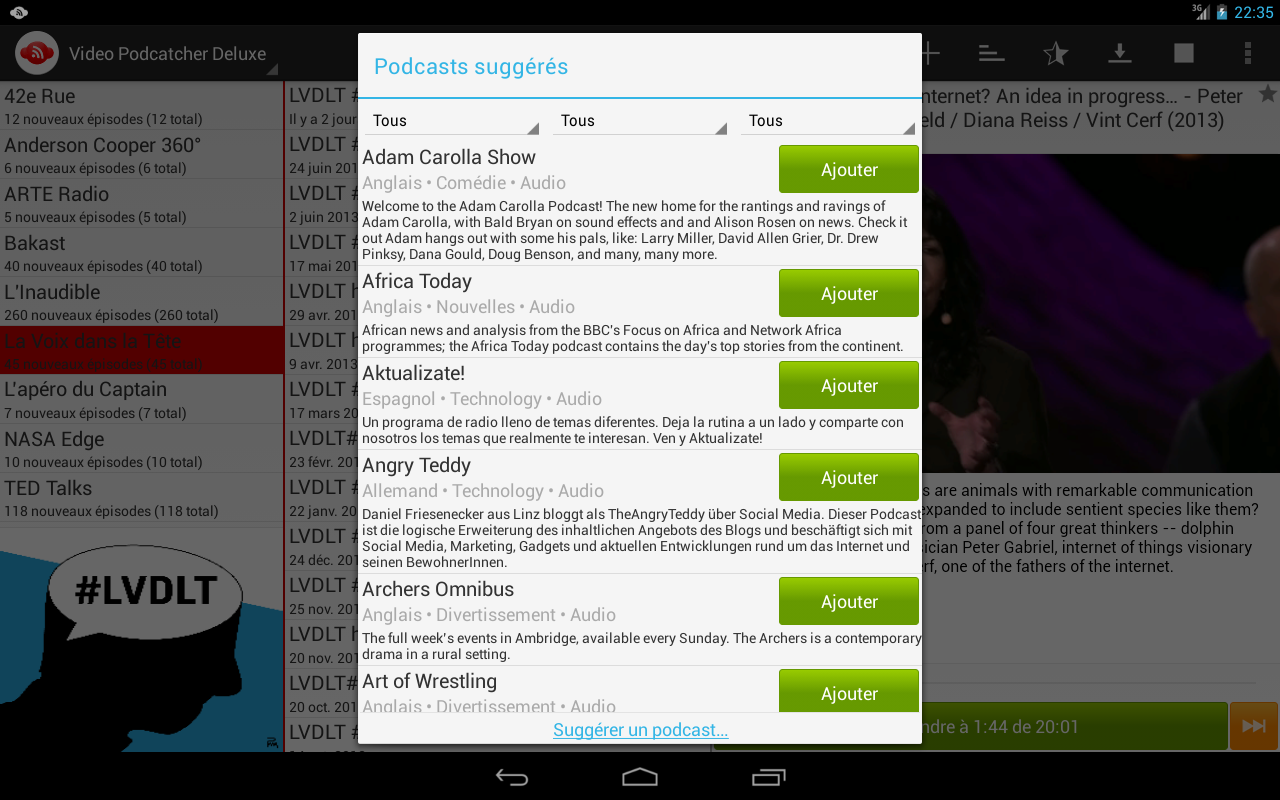 3G 22:35
Video Podcatcher Deluxe
42e Rue
12 nouveaux épisodes (12 total)
Anderson Cooper 360°
6 nouveaux épisodes (6 total)
ARTE Radio
5 nouveaux épisodes (5 total)
Bakast
40 nouveaux épisodes (40 total)
L'Inaudible
260 nouveaux épisodes (260 total)
La Voix dans la Tête
L'apéro du Captain
7 nouveaux épisodes (7 total)
NASA Edge
10 nouveaux épisodes (10 total)
TED Talks
118 nouveaux épisodes (118 total)
#LVDLT
LVDLT #
Il y a 2 jour
LVDLT #
24 juin 201
LVDLT #
2 juin 2013
LVDLT #
17 mai 201
LVDLT h
29 avr. 201
LVDLT h
9 avr. 2013
LVDLT #
17 mars 20
LVDLT#
23 févr. 201
LVDLT #
22 janv. 20
LVDLT #
24 déc. 201
LVDLT #
25 nov. 201
LVDLT h
20 nov. 201
LVDLT#
20 oct. 201
LVDLT #
Podcasts suggérés
Tous Tous Tous
Adam Carolla Show
Anglais • Comédie • Audio
Ajouter
Welcome to the Adam Carolla Podcast! The new home for the rantings and ravings of
Adam Carolla, with Bald Bryan on sound effects and and Alison Rosen on news. Check it
out Adam hangs out with some his pals, like: Larry Miller, David Allen Grier, Dr. Drew
Pinksy, Dana Gould, Doug Benson, and many, many more.
Africa Today
Anglais • Nouvelles • Audio
Ajouter
African news and analysis from the BBC's Focus on Africa and Network Africa
programmes; the Africa Today podcast contains the day's top stories from the continent.
Aktualizate!
Espagnol • Technology • Audio
Ajouter
Un programa de radio lleno de temas diferentes. Deja la rutina a un lado y comparte con
nosotros los temas que realmente te interesan. Ven y Aktualizate!
Angry Teddy
Allemand • Technology • Audio
Ajouter
Daniel Friesenecker aus Linz bloggt als TheAngryTeddy über Social Media. Dieser Podcast
ist die logische Erweiterung des inhaltlichen Angebots des Blogs und beschäftigt sich mit
Social Media, Marketing, Gadgets und aktuellen Entwicklungen rund um das Internet und
seinen BewohnerInnen.
Archers Omnibus
Anglais • Divertissement • Audio
Ajouter
The full week's events in Ambridge, available every Sunday. The Archers is a contemporary
drama in a rural setting.
Art of Wrestling
Anglais • Divertissement • Audio
Ajouter
Suggérer un podcast...
nternet? An idea in progress… - Peter
eld / Diana Reiss / Vint Cerf (2013)
s are animals with remarkable communication
expanded to include sentient species like them?
rom a panel of four great thinkers -- dolphin
sician Peter Gabriel, internet of things visionary
rf, one of the fathers of the internet.
ndre à 1:44 de 20:01